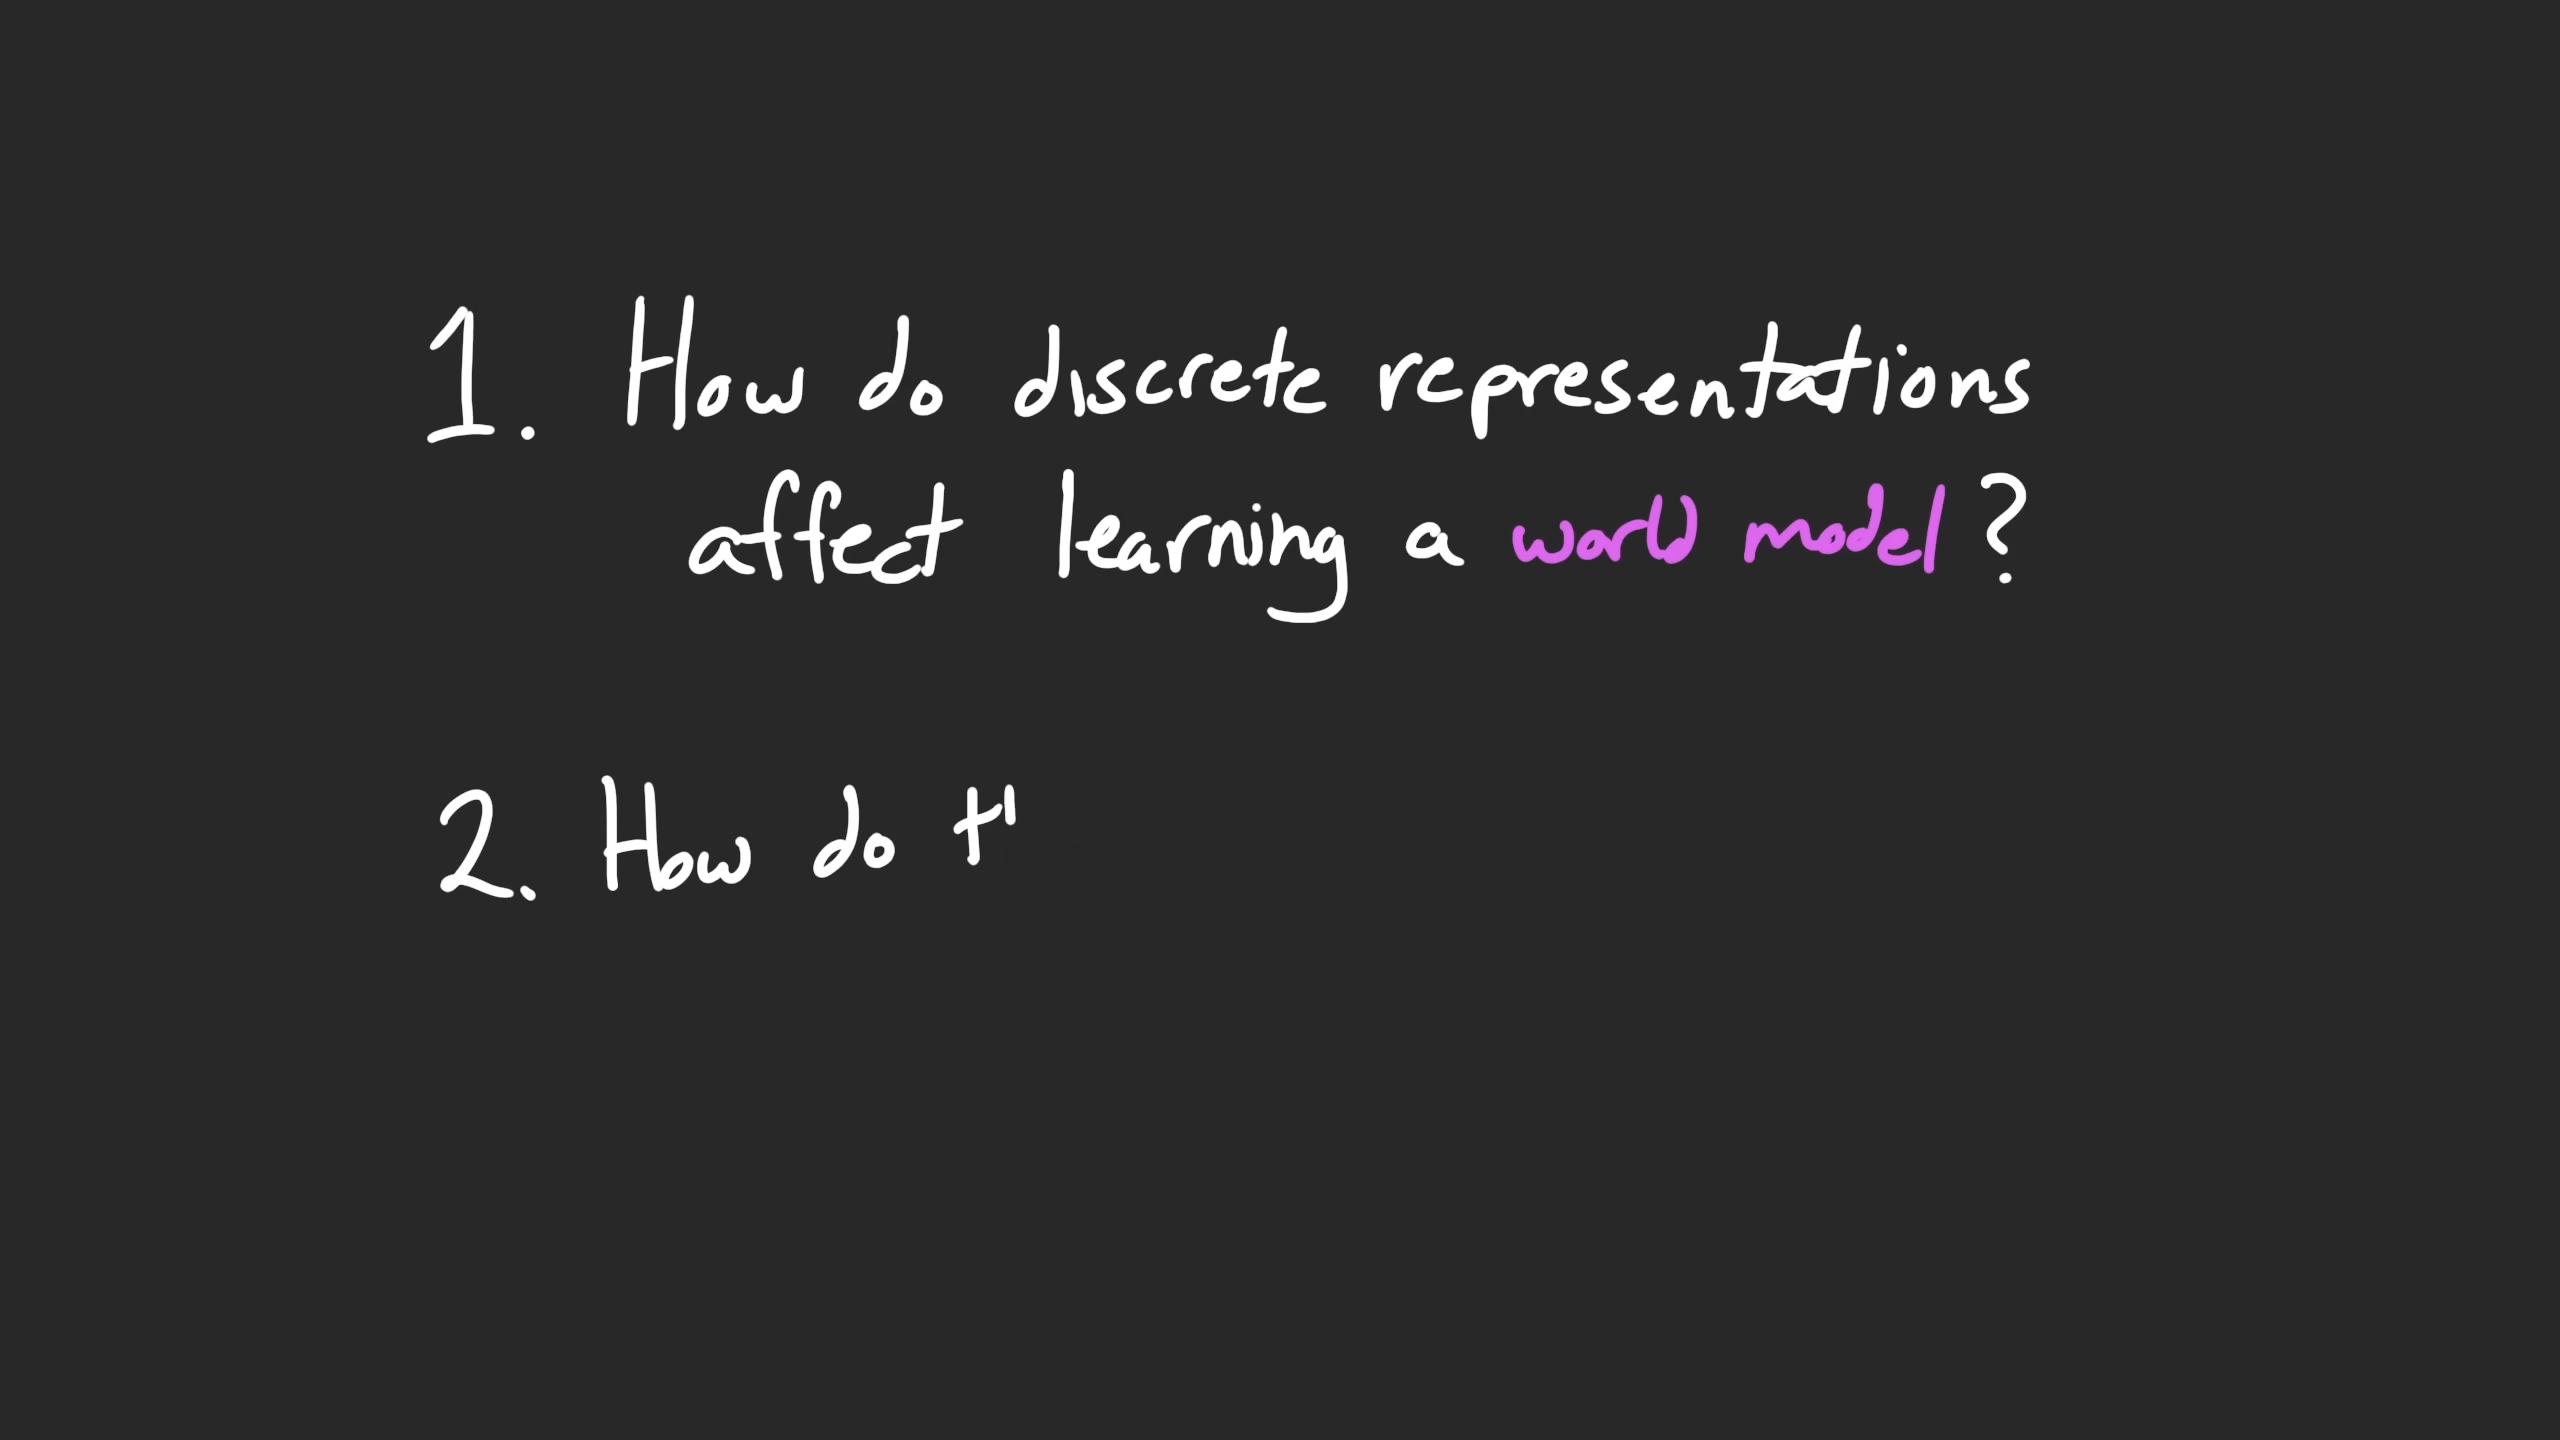 1. How do discrete representations
affect learning a world model?
2. How do t